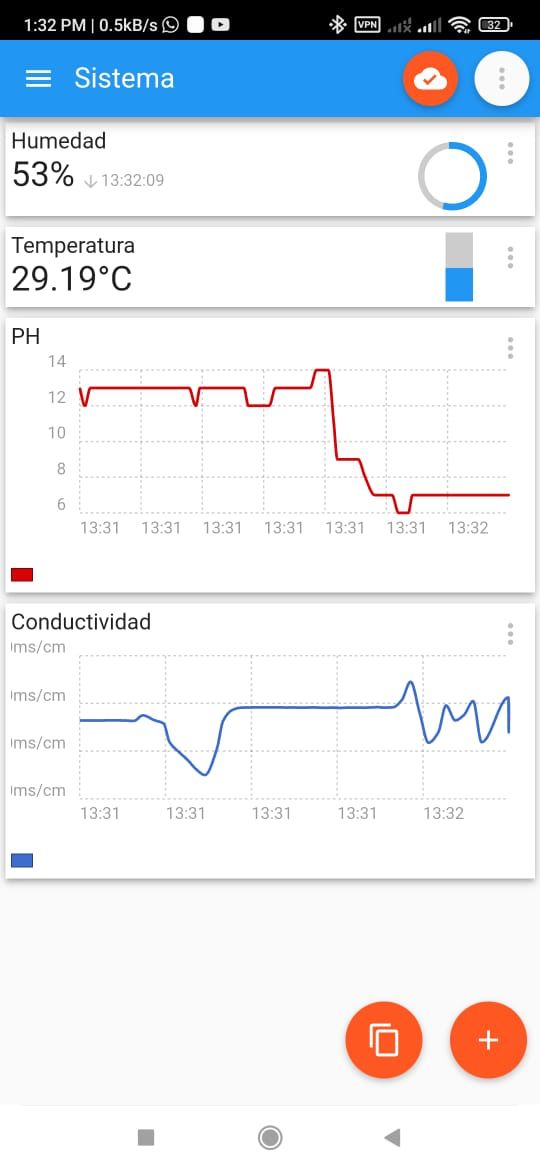 1:32 PM | 0.5kB/s
VPN
32
Sistema
Humedad
53% ↓ 13:32:09
Temperatura
29.19°C
PH
14
12
10
8
6
13:31 13:31 13:31 13:31 13:31 13:31 13:32
Conductividad
ms/cm
ms/cm
ms/cm
ms/cm
13:31 13:31 13:31 13:31 13:32
+